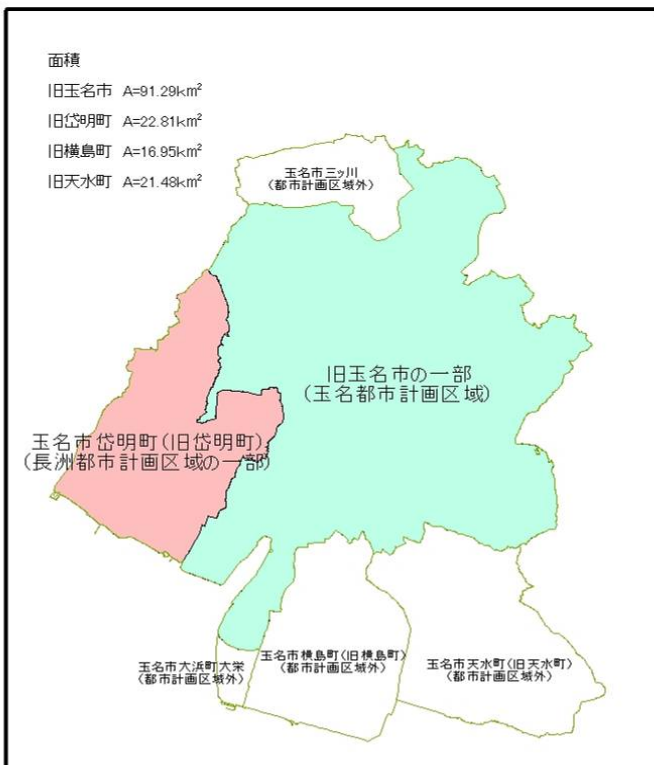 面積
旧玉名市 A=91.29km²
旧岱明町 A=22.81km²
旧横島町 A=16.95km²
旧天水町 A=21.48km²
玉名市三ッ川
(都市計画区域外)
旧玉名市の一部
(玉名都市計画区域)
玉名市岱明町(旧岱明町)
(長洲都市計画区域の一部)
玉名市大浜町大栄
(都市計画区域外)
玉名市横島町(旧横島町)
(都市計画区域外)
玉名市天水町(旧天水町)
(都市計画区域外)